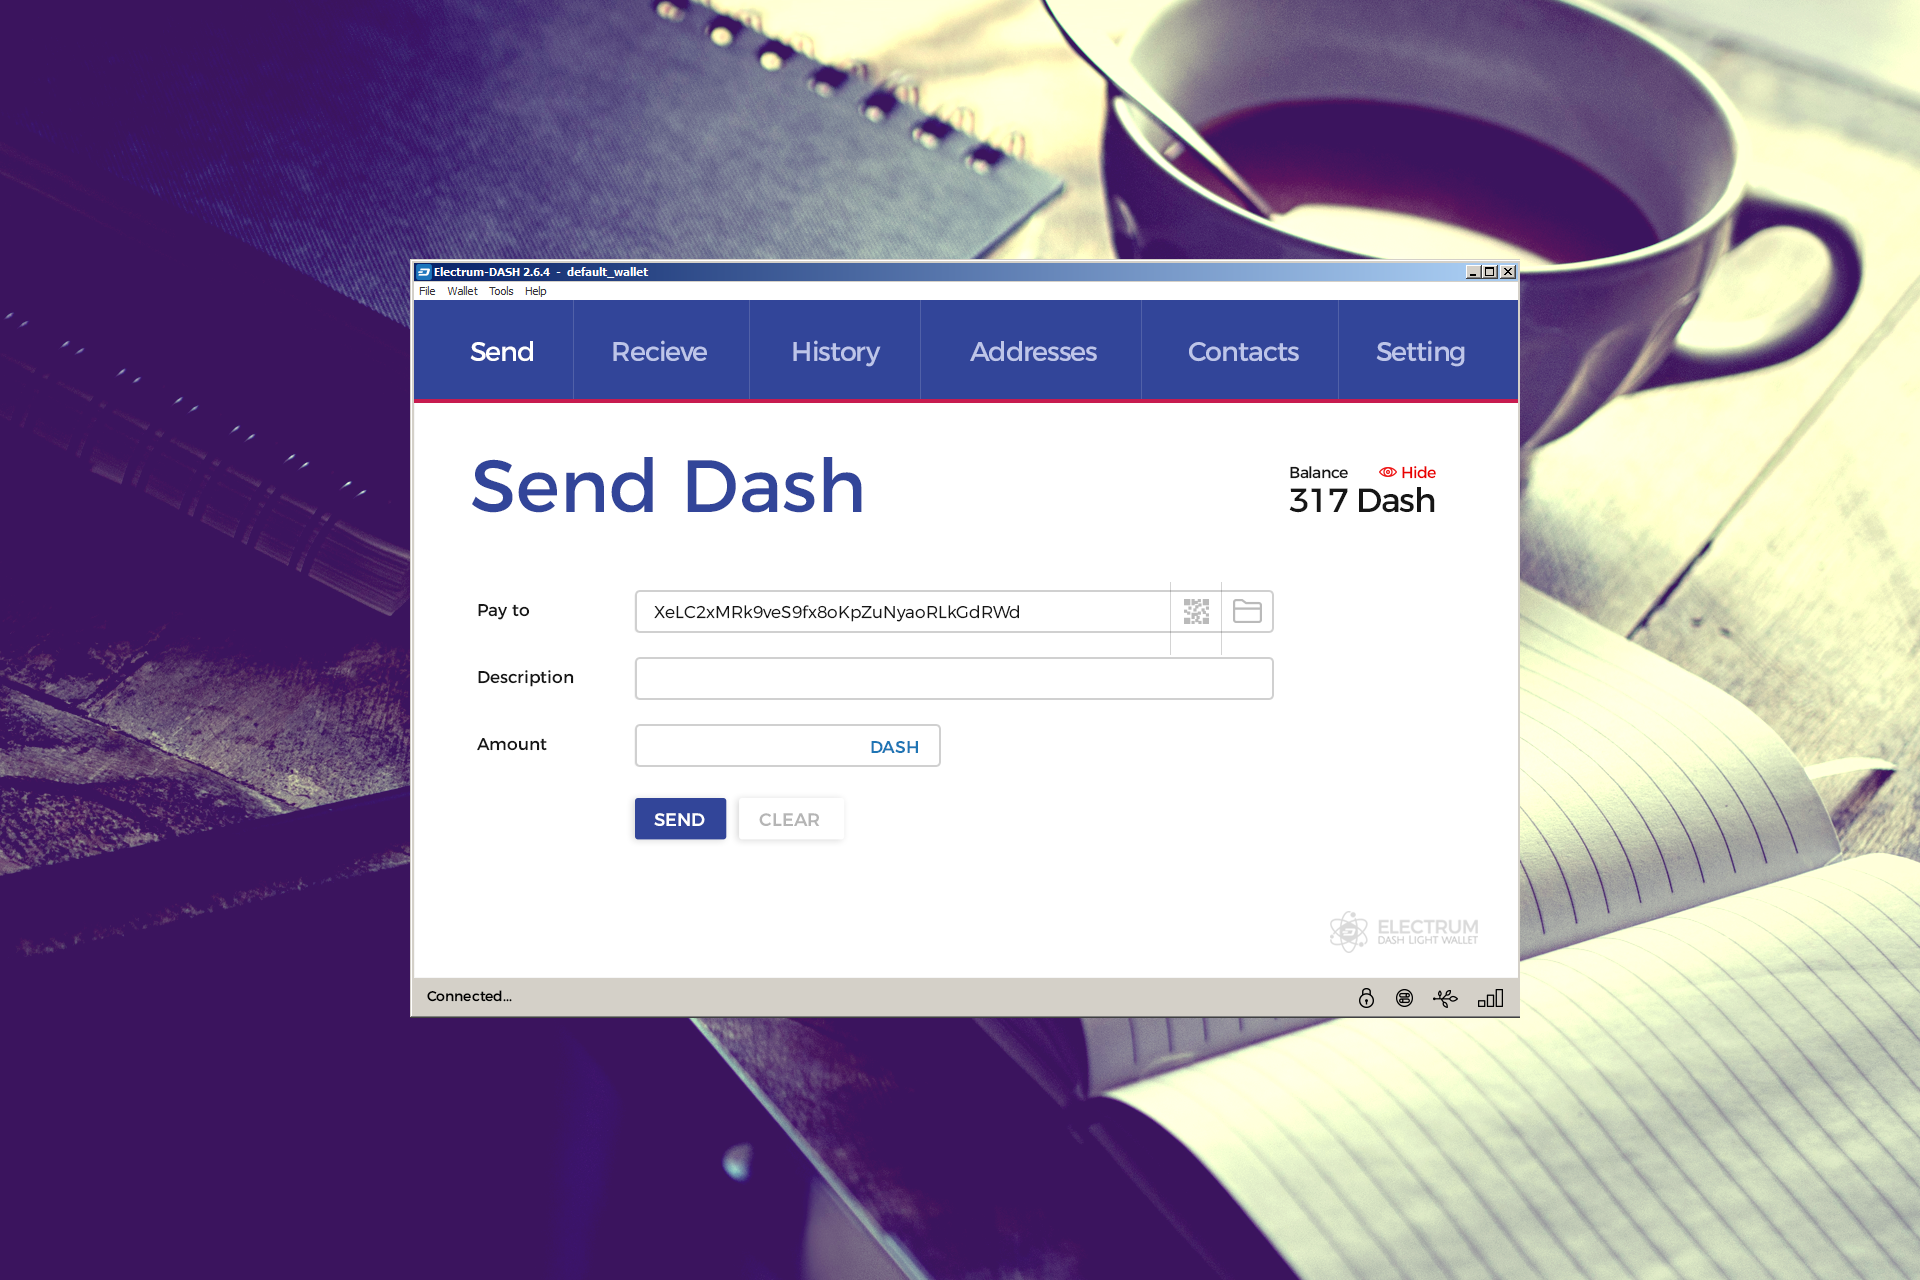 Electrum-DASH 2.6.4 - default_wallet
File Wallet Tools Help
Send Recieve History Addresses Contacts Setting
Send Dash
Balance Hide
317 Dash
Pay to XeLC2xMRk9veS9fx8oKpZuNyaoRLkGdRWd
Description
Amount DASH
SEND CLEAR
ELECTRUM
DASH LIGHT WALLET
Connected...